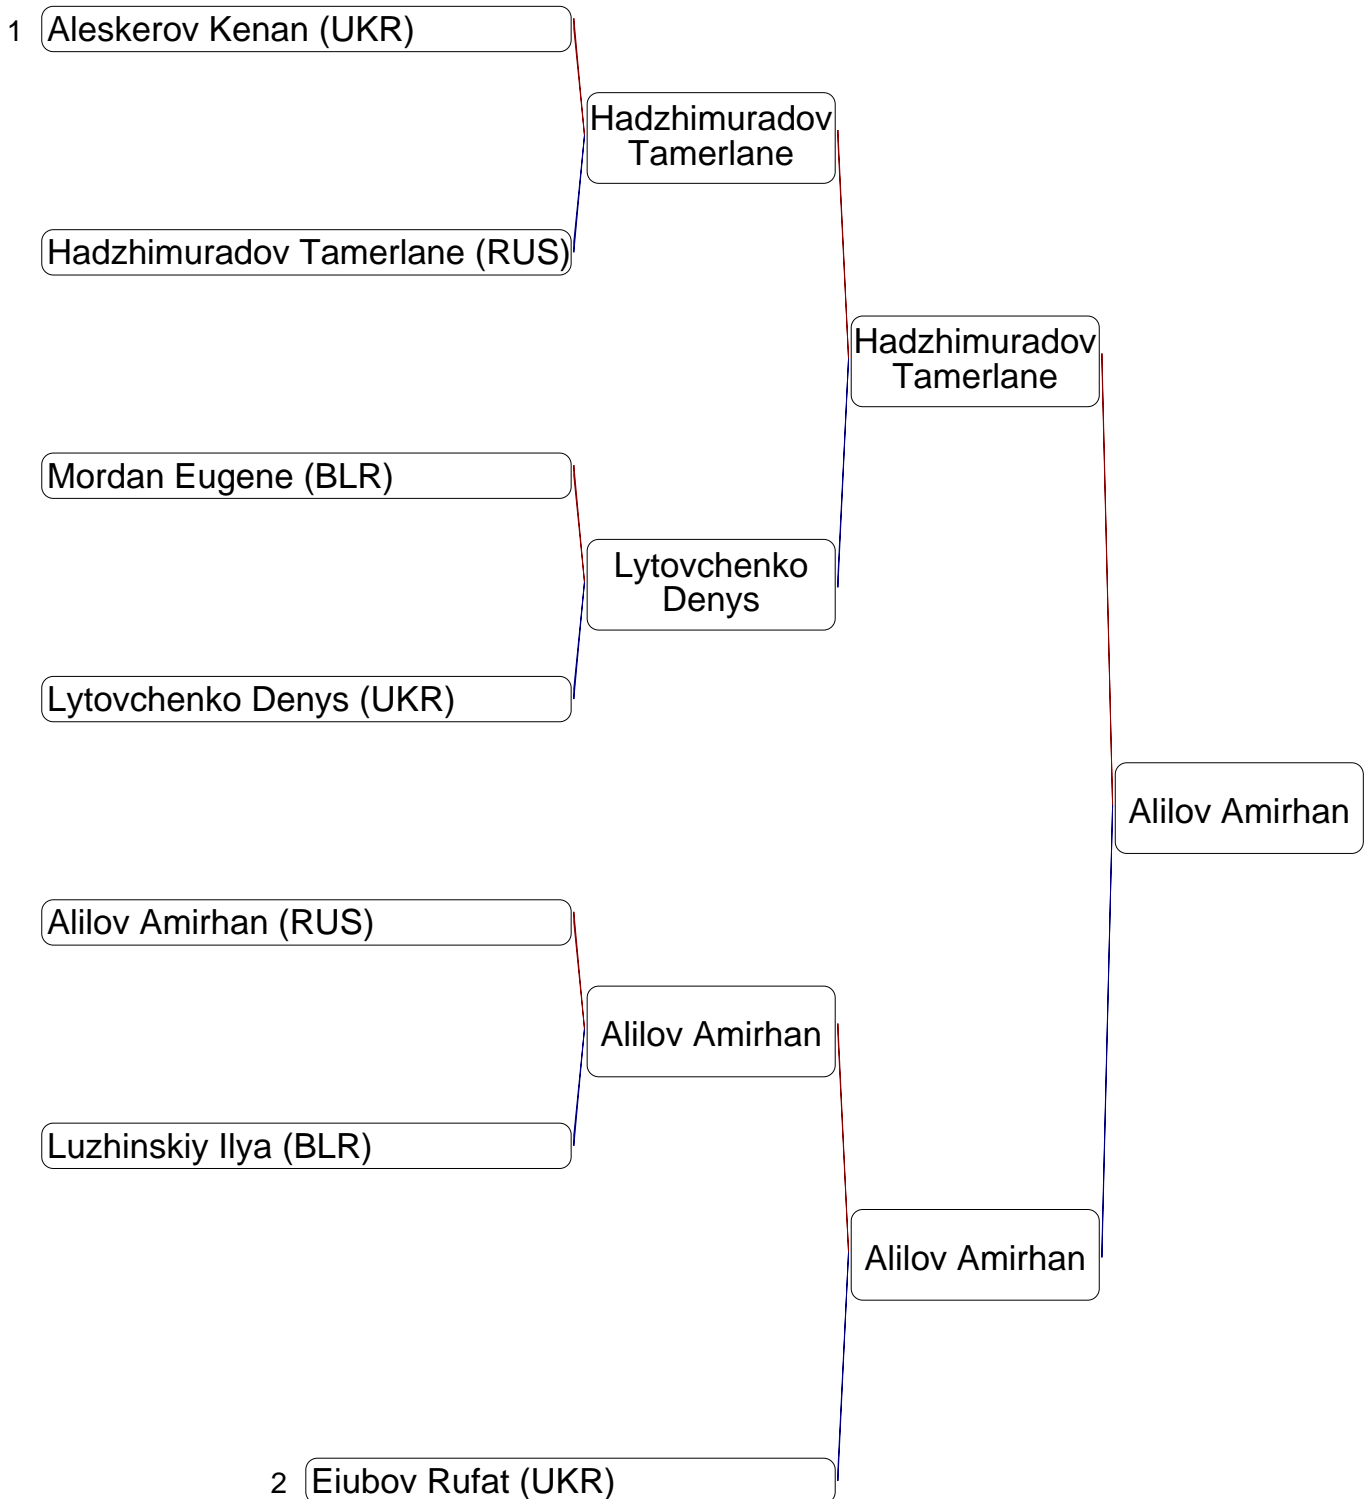 1 Aleskerov Kenan (UKR)
Hadzhimuradov
Tamerlane
Hadzhimuradov Tamerlane (RUS)
Hadzhimuradov
Tamerlane
Mordan Eugene (BLR)
Lytovchenko
Denys
Lytovchenko Denys (UKR)
Alilov Amirhan
Alilov Amirhan (RUS)
Alilov Amirhan
Luzhinskiy Ilya (BLR)
Alilov Amirhan
2 Eiubov Rufat (UKR)